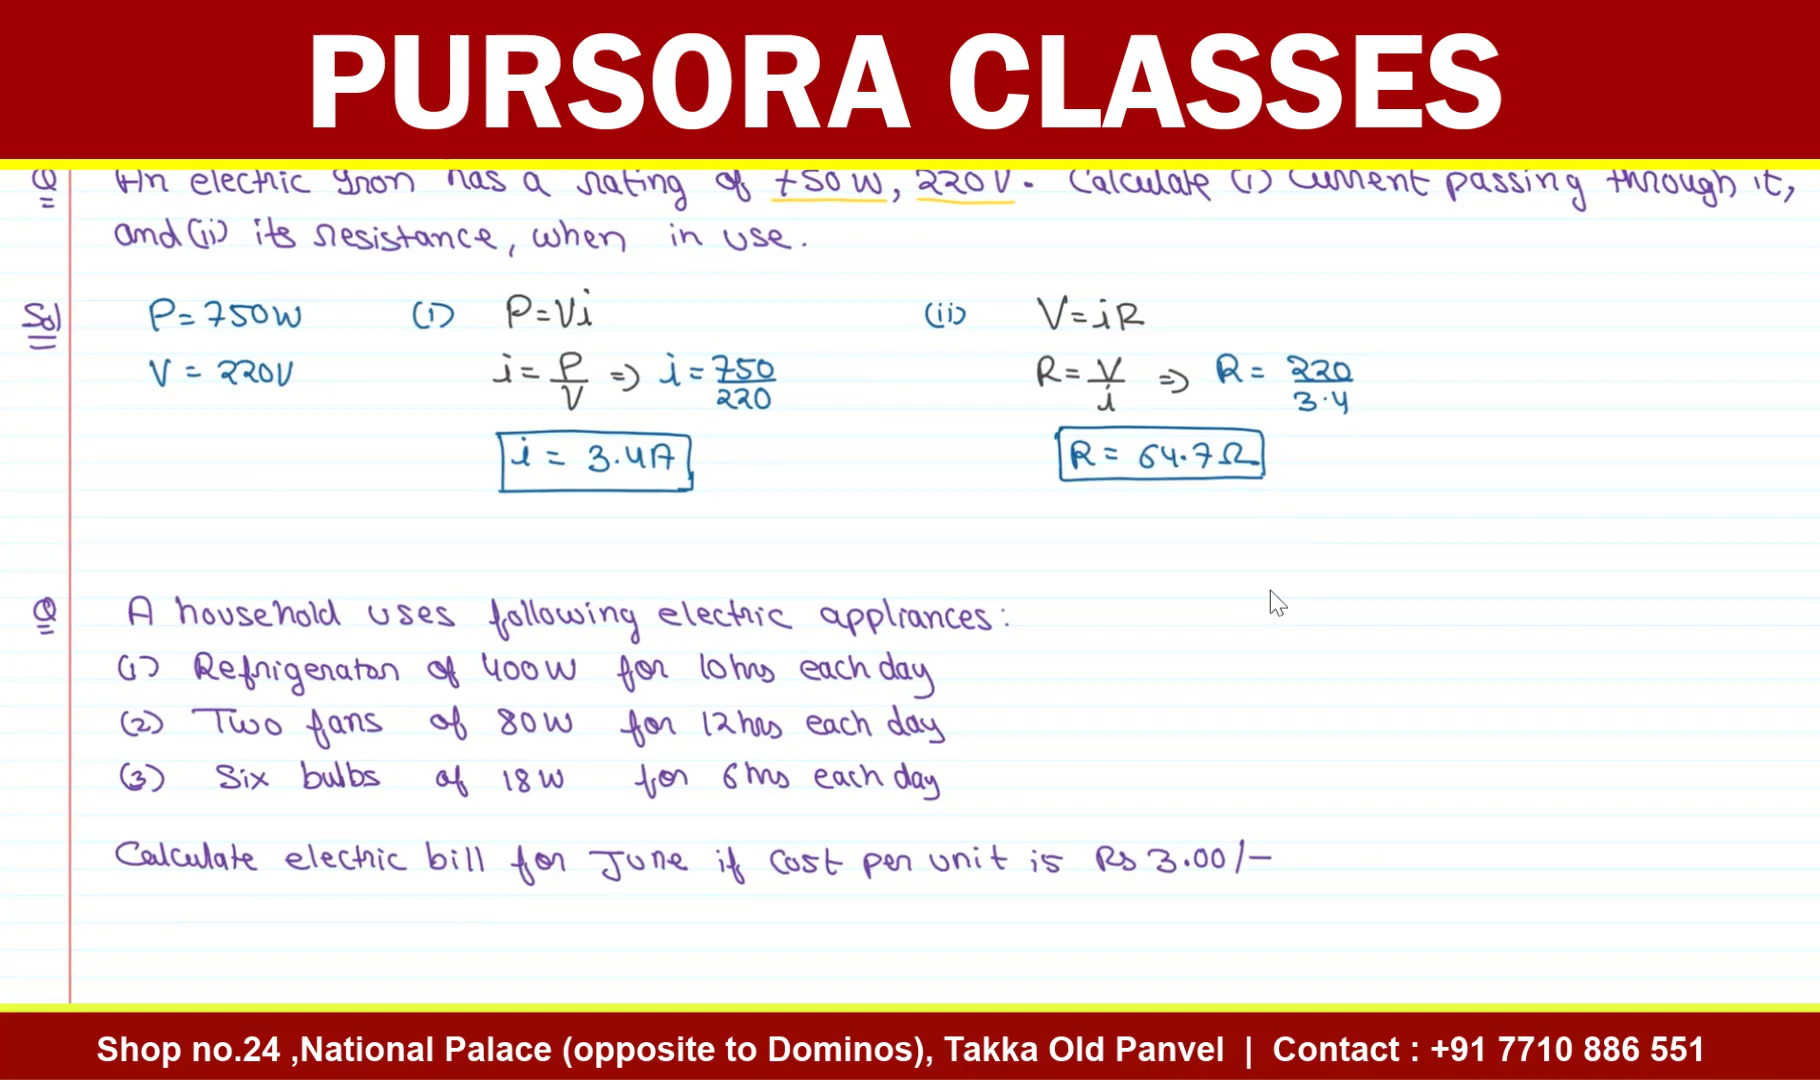 PURSORA CLASSES
Q An electric iron has a rating of 750W, 220V. Calculate (i) current passing through it,
and (ii) its resistance, when in use.
Sol P = 750W (i) P = Vi (ii) V = iR
V = 220V i = P/V => i = 750/220 R = V/i => R = 220/3.4
i = 3.4A R = 64.7Ω
Q A household uses following electric appliances:
(1) Refrigerator of 400W for 10hrs each day
(2) Two fans of 80W for 12hrs each day
(3) Six bulbs of 18W for 6hrs each day
Calculate electric bill for June if cost per unit is Rs 3.00/-
Shop no.24 ,National Palace (opposite to Dominos), Takka Old Panvel | Contact : +91 7710 886 551